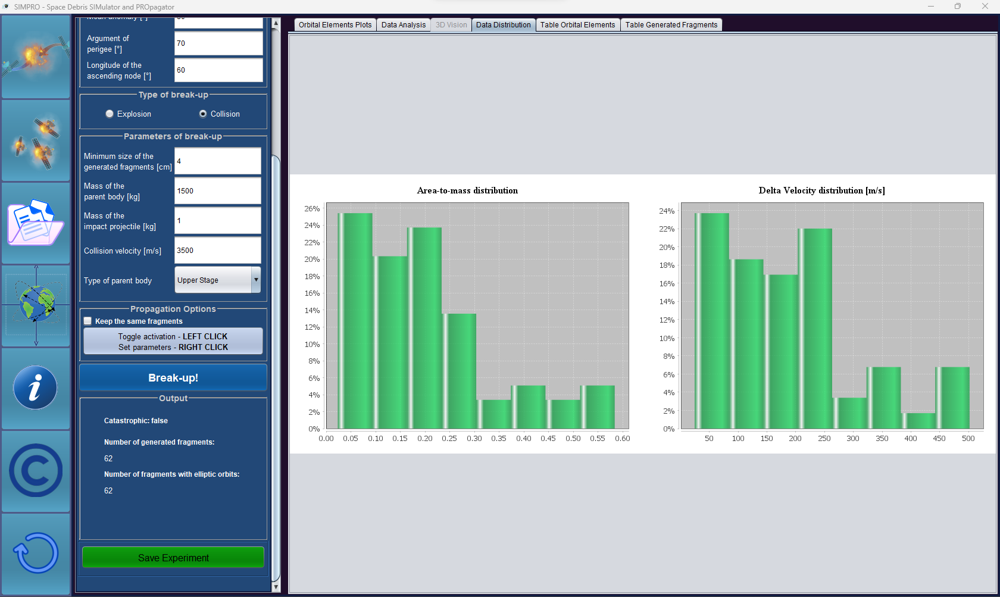 SIMPRO - Space Debris SIMulator and PROpagator
Mean anomaly [°]
Argument of
perigee [°]
70
Longitude of the
ascending node [°]
60
Type of break-up
Explosion
Collision
Parameters of break-up
Minimum size of the
generated fragments [cm]
4
Mass of the
parent body [kg]
1500
Mass of the
impact projectile [kg]
1
Collision velocity [m/s]
3500
Type of parent body
Upper Stage
Propagation Options
Keep the same fragments
Toggle activation - LEFT CLICK
Set parameters - RIGHT CLICK
Break-up!
Output
Catastrophic: false
Number of generated fragments:
62
Number of fragments with elliptic orbits:
62
Save Experiment
Orbital Elements Plots
Data Analysis
3D Vision
Data Distribution
Table Orbital Elements
Table Generated Fragments
Area-to-mass distribution
26%
24%
22%
20%
18%
16%
14%
12%
10%
8%
6%
4%
2%
0%
0.00 0.05 0.10 0.15 0.20 0.25 0.30 0.35 0.40 0.45 0.50 0.55 0.60
Delta Velocity distribution [m/s]
24%
22%
20%
18%
16%
14%
12%
10%
8%
6%
4%
2%
0%
50 100 150 200 250 300 350 400 450 500